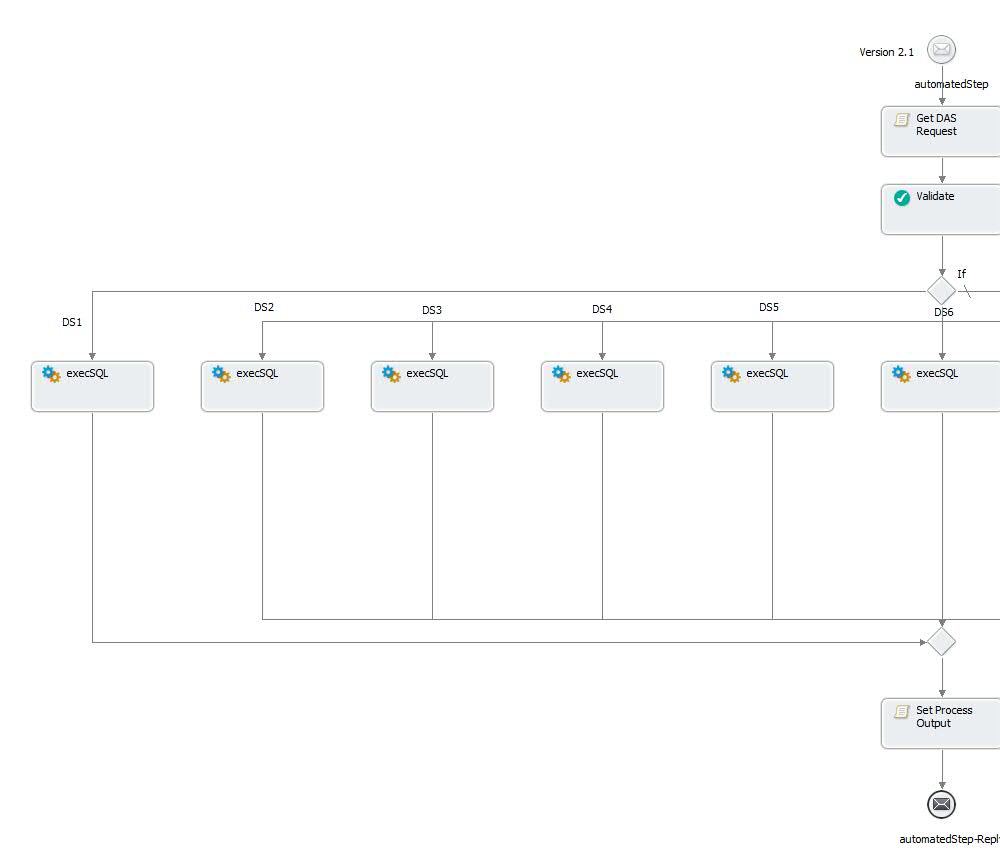 Version 2.1
automatedStep
Get DAS
Request
Validate
If
DS1
DS2
DS3
DS4
DS5
DS6
execSQL
execSQL
execSQL
execSQL
execSQL
execSQL
Set Process
Output
automatedStep-Repl